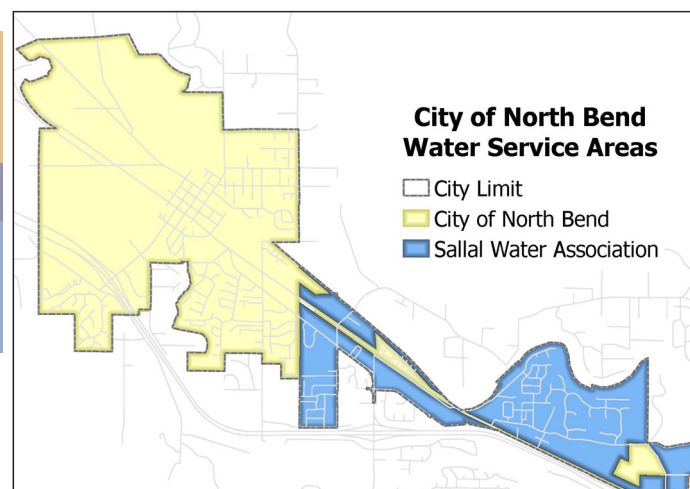 City of North Bend
Water Service Areas
City Limit
City of North Bend
Sallal Water Association